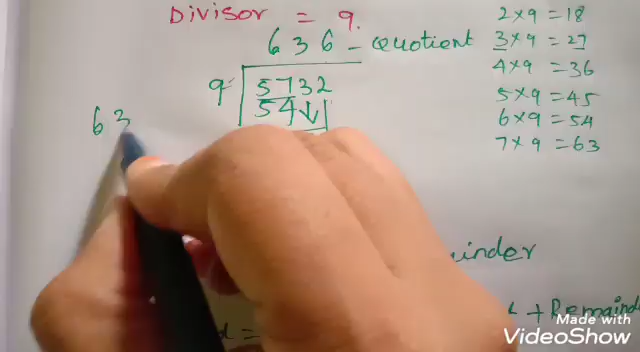 Divisor = 9.
636 - Quotient
9 5732
54
63
2 × 9 = 18
3 × 9 = 27
4 × 9 = 36
5 × 9 = 45
6 × 9 = 54
7 × 9 = 63
Made with
VideoShow